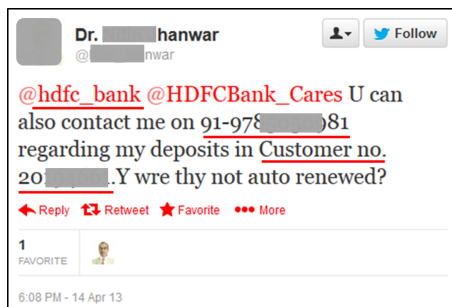 Dr. hanwar
@ nwar
Follow
@hdfc_bank @HDFCBank_Cares U can
also contact me on 91-978 981
regarding my deposits in Customer no.
20 ..Y wre thy not auto renewed?
Reply Retweet Favorite More
1
FAVORITE
6:08 PM - 14 Apr 13